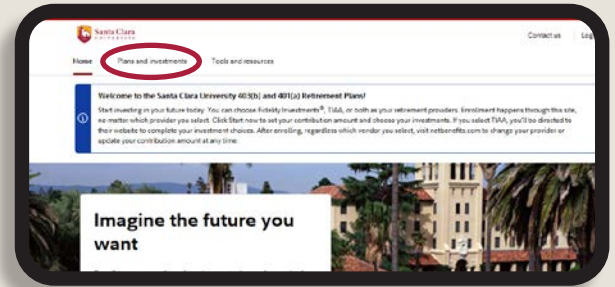 Santa Clara
UNIVERSITY
Contact us Log
Home Plans and investments Tools and resources
Welcome to the Santa Clara University 403(b) and 401(a) Retirement Plans!
Start investing in your future today. You can choose Fidelity Investments®, TIAA, or both as your retirement providers. Enrollment happens through this site,
no matter which provider you select. Click Start now to set your contribution amount and choose your investments. If you select TIAA, you'll be directed to
their website to complete your investment choices. After enrolling, regardless which vendor you select, visit netbenefits.com to change your provider or
update your contribution amount at any time.
Imagine the future you
want